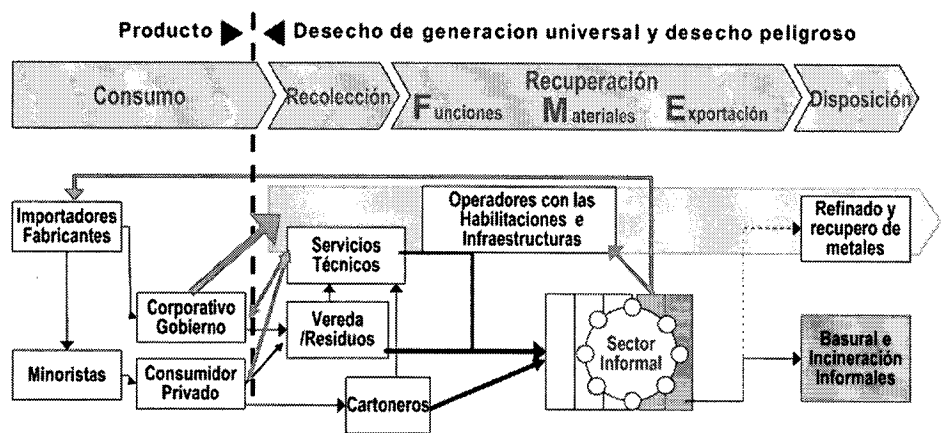 Producto
Desecho de generacion universal y desecho peligroso
Consumo
Recolección
Recuperación
Funciones Materiales Exportación
Disposición
Importadores
Fabricantes
Operadores con las
Habilitaciones e
Infraestructuras
Refinado y
recupero de
metales
Servicios
Técnicos
Corporativo
Gobierno
Vereda
/Residuos
Sector
Informal
Basural e
Incineración
Informales
Minoristas
Consumidor
Privado
Cartoneros